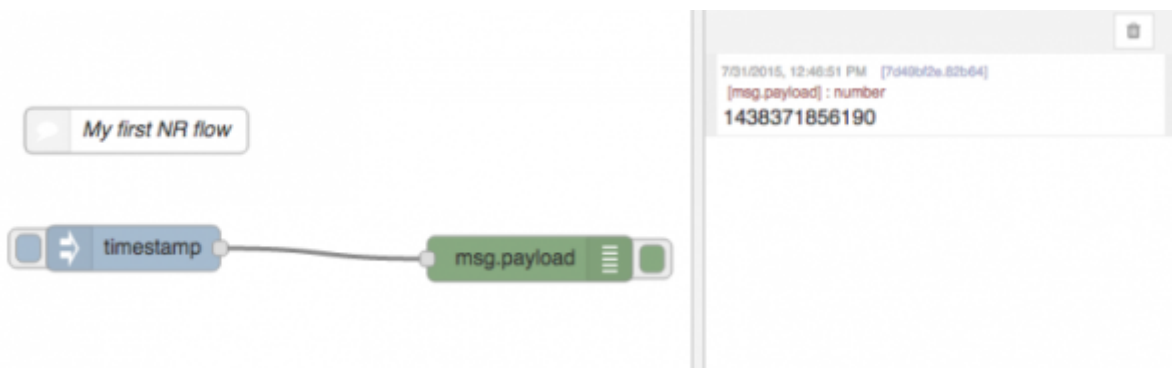 My first NR flow
timestamp
msg.payload
7/31/2015, 12:46:51 PM [7d49bf2e.82b64]
[msg.payload] : number
1438371856190